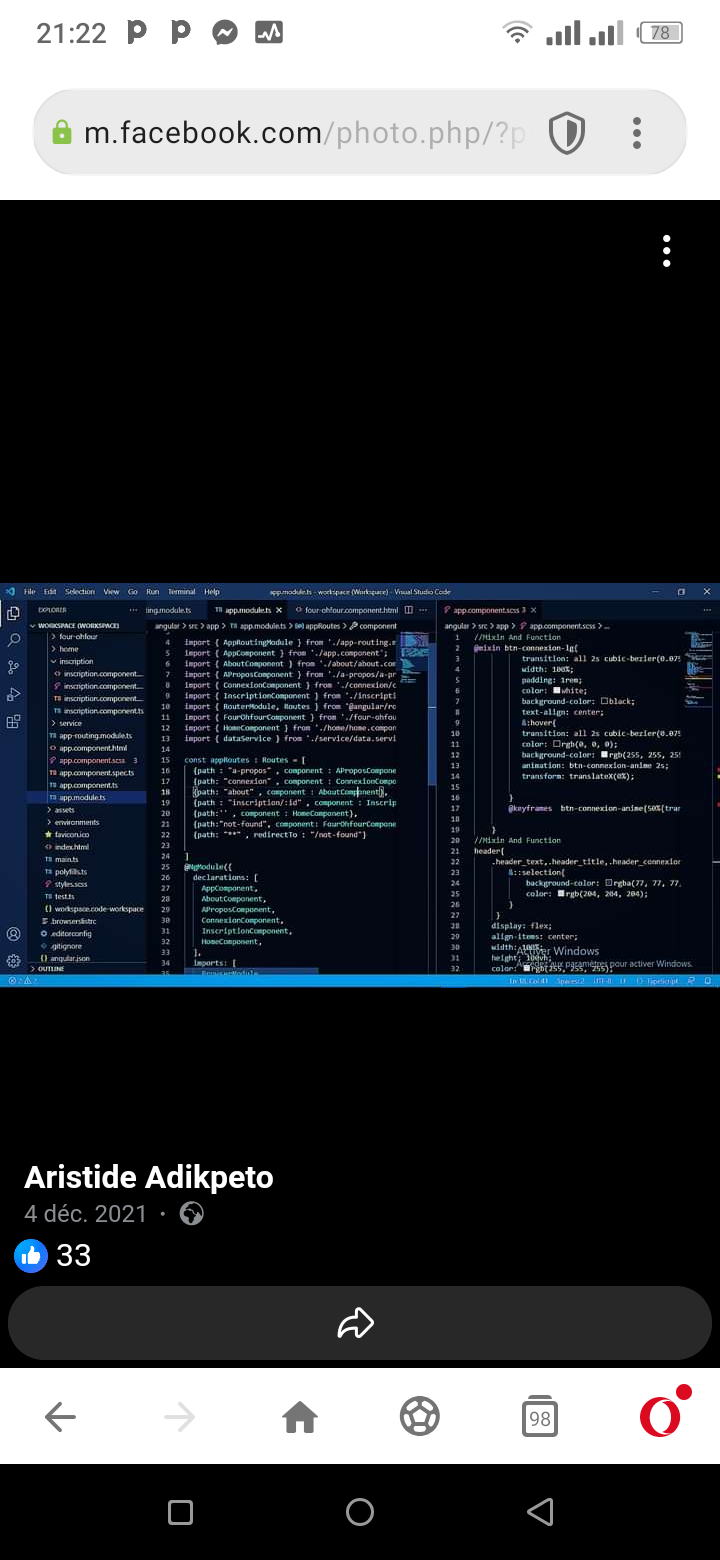 21:22
78
m.facebook.com/photo.php/?p
File Edit Selection View Go Run Terminal Help
app.module.ts - workspace (Workspace) - Visual Studio Code
EXPLORER
WORKSPACE (WORKSPACE)
four-ohfour
home
inscription
inscription.component...
inscription.component...
inscription.component...
inscription.component.ts
service
app-routing.module.ts
app.component.html
app.component.scss 3
app.component.spec.ts
app.component.ts
app.module.ts
assets
environments
favicon.ico
index.html
main.ts
polyfills.ts
styles.scss
test.ts
workspace.code-workspace
.browserslistrc
.editorconfig
.gitignore
angular.json
OUTLINE
ing.module.ts
app.module.ts
four-ohfour.component.html
angular > src > app > app.module.ts > appRoutes > component
4 import { AppRoutingModule } from './app-routing.m
5 import { AppComponent } from './app.component';
6 import { AboutComponent } from './about/about.com
7 import { AProposComponent } from './a-propos/a-pr
8 import { ConnexionComponent } from './connexion/c
9 import { InscriptionComponent } from './inscripti
10 import { RouterModule, Routes } from '@angular/ro
11 import { FourOhfourComponent } from './four-ohfou
12 import { HomeComponent } from './home/home.compon
13 import { dataService } from './service/data.servi
14
15 const appRoutes : Routes = [
16 {path : "a-propos" , component : AProposCompone
17 {path: "connexion" , component : ConnexionCompo
18 {path: "about" , component : AboutComponent},
19 {path : "inscription/:id" , component : Inscrip
20 {path:'' , component : HomeComponent},
21 {path:"not-found", component: FourOhfourCompone
22 {path: "**" , redirectTo : "/not-found"}
23
24 ]
25 @NgModule({
26 declarations: [
27 AppComponent,
28 AboutComponent,
29 AProposComponent,
30 ConnexionComponent,
31 InscriptionComponent,
32 HomeComponent,
33 ],
34 imports: [
35 BrowserModule
app.component.scss 3
angular > src > app > app.component.scss > ...
1 //Mixin And Function
2 @mixin btn-connexion-lg{
3 transition: all 2s cubic-bezier(0.075
4 width: 100%;
5 padding: 1rem;
6 color: white;
7 background-color: black;
8 text-align: center;
9 &:hover{
10 transition: all 2s cubic-bezier(0.075
11 color: rgb(0, 0, 0);
12 background-color: rgb(255, 255, 255
13 animation: btn-connexion-anime 2s;
14 transform: translateX(0%);
15
16 }
17 @keyframes btn-connexion-anime{50%{tran
18
19 }
20 //Mixin And Function
21 header{
22 .header_text,.header_title,.header_connexion
23 &::selection{
24 background-color: rgba(77, 77, 77,
25 color: rgb(204, 204, 204);
26 }
27 }
28 display: flex;
29 align-items: center;
30 width: 100%;
31 height: 100vh;
32 color: rgb(255, 255, 255);
Activer Windows
Accédez aux paramètres pour activer Windows.
Ln 18, Col 41 Spaces: 2 UTF-8 LF TypeScript
Aristide Adikpeto
4 déc. 2021 ·
33
98